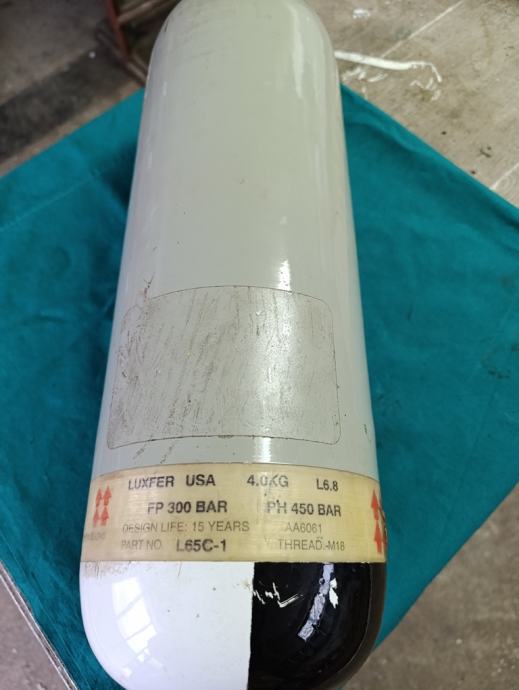 LUXFER USA 4.0KG L6.8
FP 300 BAR PH 450 BAR
DESIGN LIFE: 15 YEARS AA6061
PART NO. L65C-1 THREAD.-M18